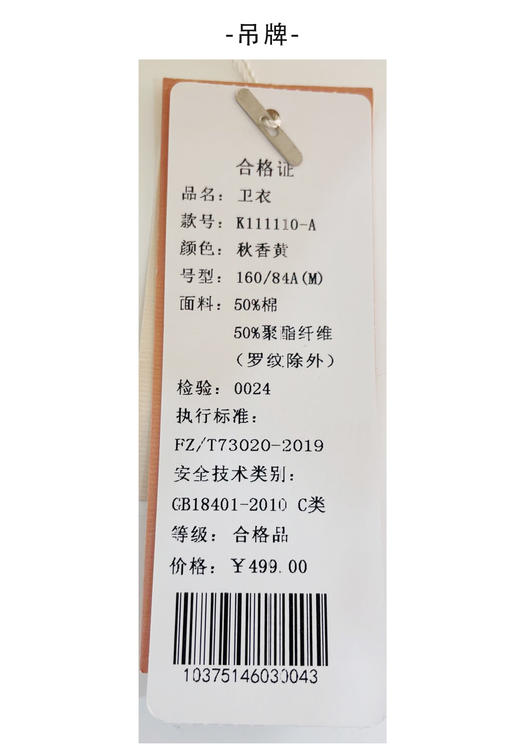 -吊牌-
合格证
品名：卫衣
款号：K111110-A
颜色：秋香黄
号型：160/84A(M)
面料：50%棉
50%聚酯纤维
（罗纹除外）
检验：0024
执行标准：
FZ/T73020-2019
安全技术类别：
GB18401-2010 C类
等级：合格品
价格：￥499.00
10375146030043